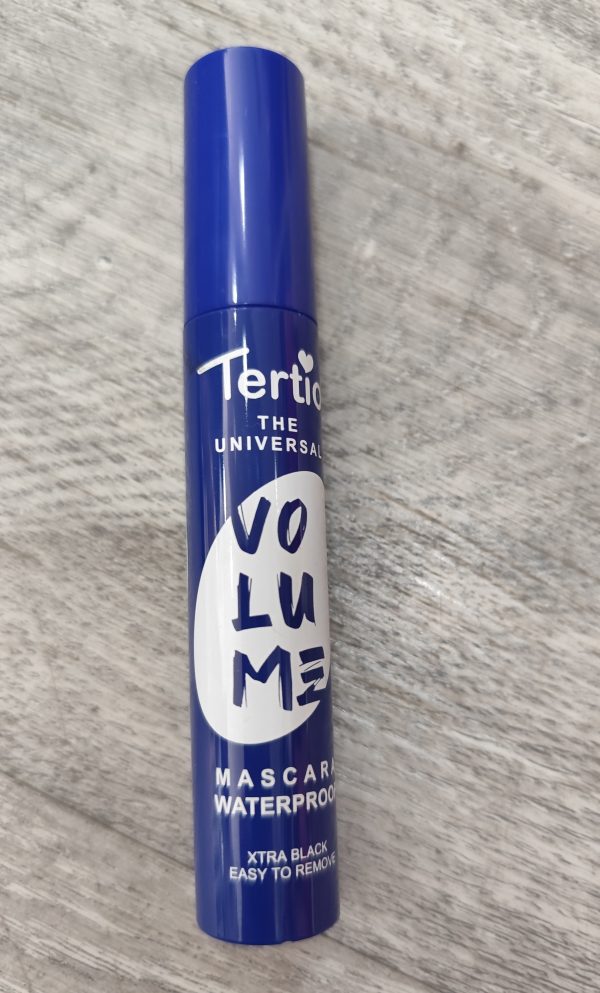 Tertio
THE
UNIVERSAL
VO
LU
ME
MASCARA
WATERPROOF
XTRA BLACK
EASY TO REMOVE